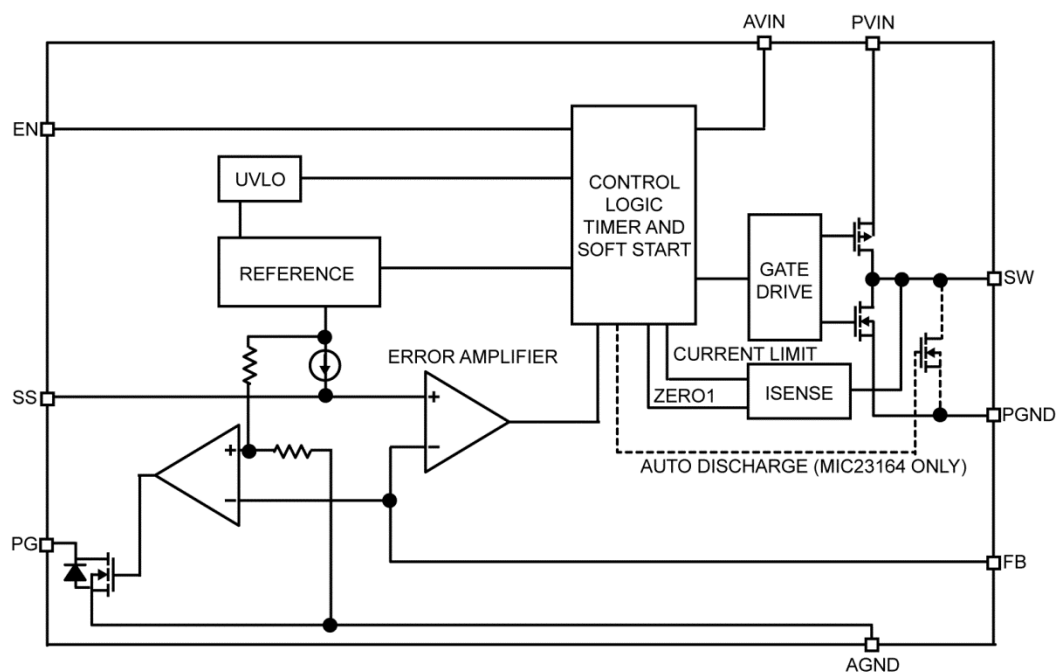 AVIN
PVIN
EN
UVLO
CONTROL
LOGIC
TIMER AND
SOFT START
REFERENCE
GATE
DRIVE
SW
ERROR AMPLIFIER
CURRENT LIMIT
ISENSE
ZERO1
SS
+
−
PGND
AUTO DISCHARGE (MIC23164 ONLY)
+
−
PG
FB
AGND